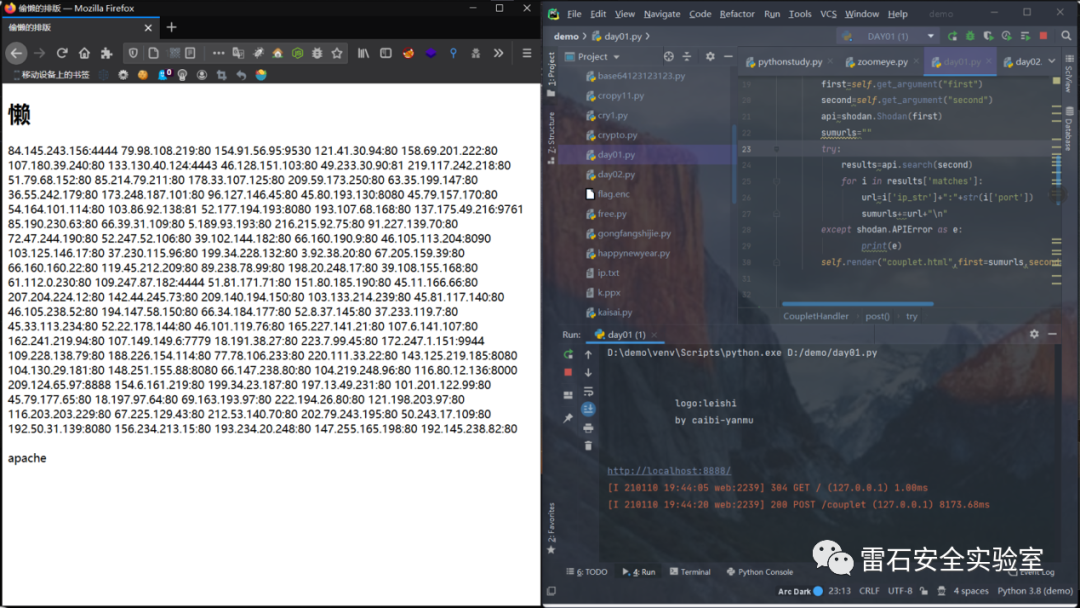 偷懒的排版 — Mozilla Firefox
偷懒的排版
移动设备上的书签
懒
84.145.243.156:4444 79.98.108.219:80 154.91.56.95:9530 121.41.30.94:80 158.69.201.222:80
107.180.39.240:80 133.130.40.124:4443 46.128.151.103:80 49.233.30.90:81 219.117.242.218:80
51.79.68.152:80 85.214.79.211:80 178.33.107.125:80 209.59.173.250:80 63.35.199.147:80
36.55.242.179:80 173.248.187.101:80 96.127.146.45:80 45.80.193.130:8080 45.79.157.170:80
54.164.101.114:80 103.86.92.138:81 52.177.194.193:8080 193.107.68.168:80 137.175.49.216:9761
85.190.230.63:80 66.39.31.109:80 5.189.93.193:80 216.215.92.75:80 91.227.139.70:80
72.47.244.190:80 52.247.52.106:80 39.102.144.182:80 66.160.190.9:80 46.105.113.204:8090
103.125.146.17:80 37.230.115.96:80 199.34.228.132:80 3.92.38.20:80 67.205.159.39:80
66.160.160.22:80 119.45.212.209:80 89.238.78.99:80 198.20.248.17:80 39.108.155.168:80
61.112.0.230:80 109.247.87.182:4444 51.81.171.71:80 151.80.185.190:80 45.11.166.66:80
207.204.224.12:80 142.44.245.73:80 209.140.194.150:80 103.133.214.239:80 45.81.117.140:80
46.105.238.52:80 194.147.58.150:80 66.34.184.177:80 52.8.37.145:80 37.233.119.7:80
45.33.113.234:80 52.22.178.144:80 46.101.119.76:80 165.227.141.21:80 107.6.141.107:80
162.241.219.94:80 107.149.149.6:7779 18.191.38.27:80 223.7.99.45:80 172.247.1.151:9944
109.228.138.79:80 188.226.154.114:80 77.78.106.233:80 220.111.33.22:80 143.125.219.185:8080
104.130.29.181:80 148.251.155.88:8080 66.147.238.80:80 104.219.248.96:80 116.80.12.136:8000
209.124.65.97:8888 154.6.161.219:80 199.34.23.187:80 197.13.49.231:80 101.201.122.99:80
45.79.177.65:80 18.197.97.64:80 69.163.193.97:80 222.194.26.80:80 121.198.203.97:80
116.203.203.229:80 67.225.129.43:80 212.53.140.70:80 202.79.243.195:80 50.243.17.109:80
192.50.31.139:8080 156.234.213.15:80 193.234.20.248:80 147.255.165.198:80 192.145.238.82:80
apache
File Edit View Navigate Code Refactor Run Tools VCS Window Help demo
demo day01.py DAY01 (1)
Project
1: Project
Z: Structure
2: Favorites
base64123123123.py
cropy11.py
cry1.py
crypto.py
day01.py
day02.py
flag.enc
free.py
gongfangshijie.py
happynewyear.py
ip.txt
k.ppx
kaisai.py
pythonstudy.py zoomeye.py day01.py day02.
SciView
Database
19 first=self.get_argument("first")
20 second=self.get_argument("second")
21 api=shodan.Shodan(first)
22 sumurls=""
23 try:
24 results=api.search(second)
25 for i in results['matches']:
26 url=i['ip_str']+":"+str(i['port'])
27 sumurls+=url+"\n"
28 except shodan.APIError as e:
29 print(e)
30 self.render("couplet.html",first=sumurls,second
31
32
CoupletHandler post() try
Run: day01 (1)
D:\demo\venv\Scripts\python.exe D:/demo/day01.py
logo:leishi
by caibi-yanmu
http://localhost:8888/
[I 210118 19:44:05 web:2239] 304 GET / (127.0.0.1) 1.00ms
[I 210118 19:44:20 web:2239] 200 POST /couplet (127.0.0.1) 8173.68ms
雷石安全实验室
6: TODO 4: Run Terminal Python Console Event Log
Arc Dark 23:13 CRLF UTF-8 4 spaces Python 3.8 (demo)